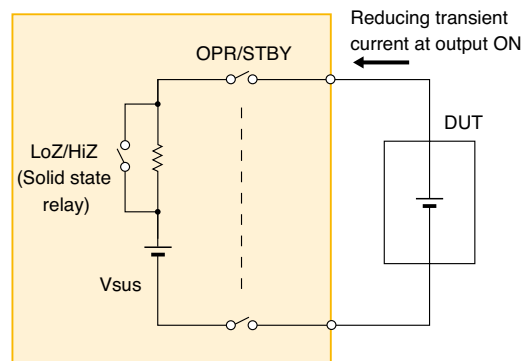 Reducing transient
current at output ON
OPR/STBY
DUT
LoZ/HiZ
(Solid state
relay)
Vsus